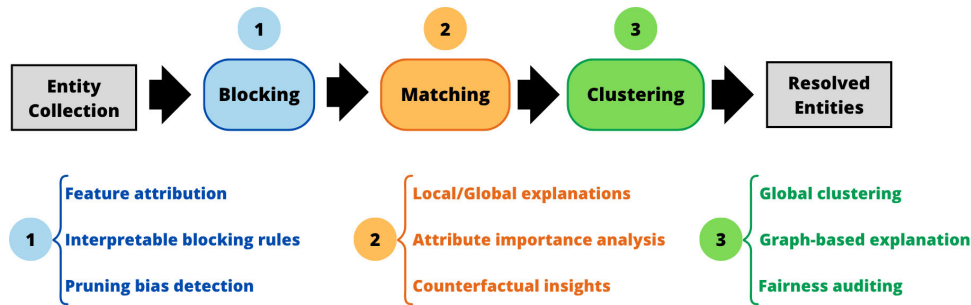 1
2
3
Entity
Collection
Blocking
Matching
Clustering
Resolved
Entities
1
Feature attribution
Interpretable blocking rules
Pruning bias detection
2
Local/Global explanations
Attribute importance analysis
Counterfactual insights
3
Global clustering
Graph-based explanation
Fairness auditing